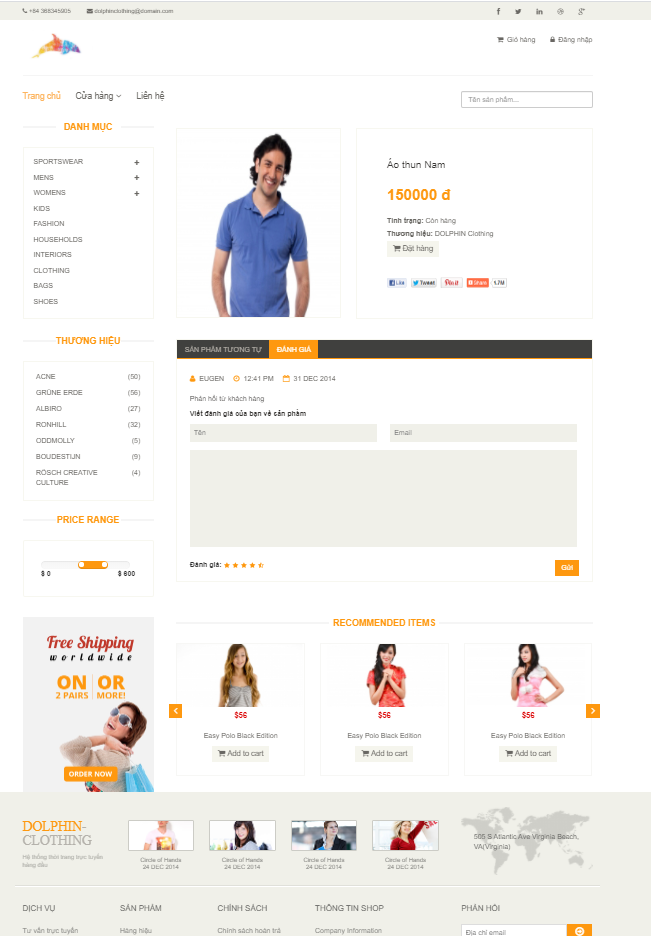 +84 368345905 dolphinclothing@domain.com
Giỏ hàng Đăng nhập
Trang chủ Cửa hàng Liên hệ
Tên sản phẩm...
DANH MỤC
SPORTSWEAR +
MENS +
WOMENS +
KIDS
FASHION
HOUSEHOLDS
INTERIORS
CLOTHING
BAGS
SHOES
Áo thun Nam
150000 đ
Tình trạng: Còn hàng
Thương hiệu: DOLPHIN Clothing
Đặt hàng
Like Tweet Pin it Share 1.7M
THƯƠNG HIỆU
ACNE (50)
GRÜNE ERDE (56)
ALBIRO (27)
RONHILL (32)
ODDMOLLY (5)
BOUDESTIJN (9)
RÖSCH CREATIVE (4)
CULTURE
SẢN PHẨM TƯƠNG TỰ ĐÁNH GIÁ
EUGEN 12:41 PM 31 DEC 2014
Phản hồi từ khách hàng
Viết đánh giá của bạn về sản phẩm
Tên Email
Đánh giá:
Gửi
PRICE RANGE
$ 0 $ 600
Free Shipping
worldwide
ON OR
2 PAIRS MORE!
ORDER NOW
RECOMMENDED ITEMS
$56 $56 $56
Easy Polo Black Edition Easy Polo Black Edition Easy Polo Black Edition
Add to cart Add to cart Add to cart
DOLPHIN-
CLOTHING
Hệ thống thời trang trực tuyến
hàng đầu
SALE
Circle of Hands Circle of Hands Circle of Hands Circle of Hands
24 DEC 2014 24 DEC 2014 24 DEC 2014 24 DEC 2014
505 S Atlantic Ave Virginia Beach,
VA(Virginia)
DỊCH VỤ SẢN PHẨM CHÍNH SÁCH THÔNG TIN SHOP PHẢN HỒI
Tư vấn trực tuyến Hàng hiệu Chính sách hoàn trả Company Information Địa chỉ email